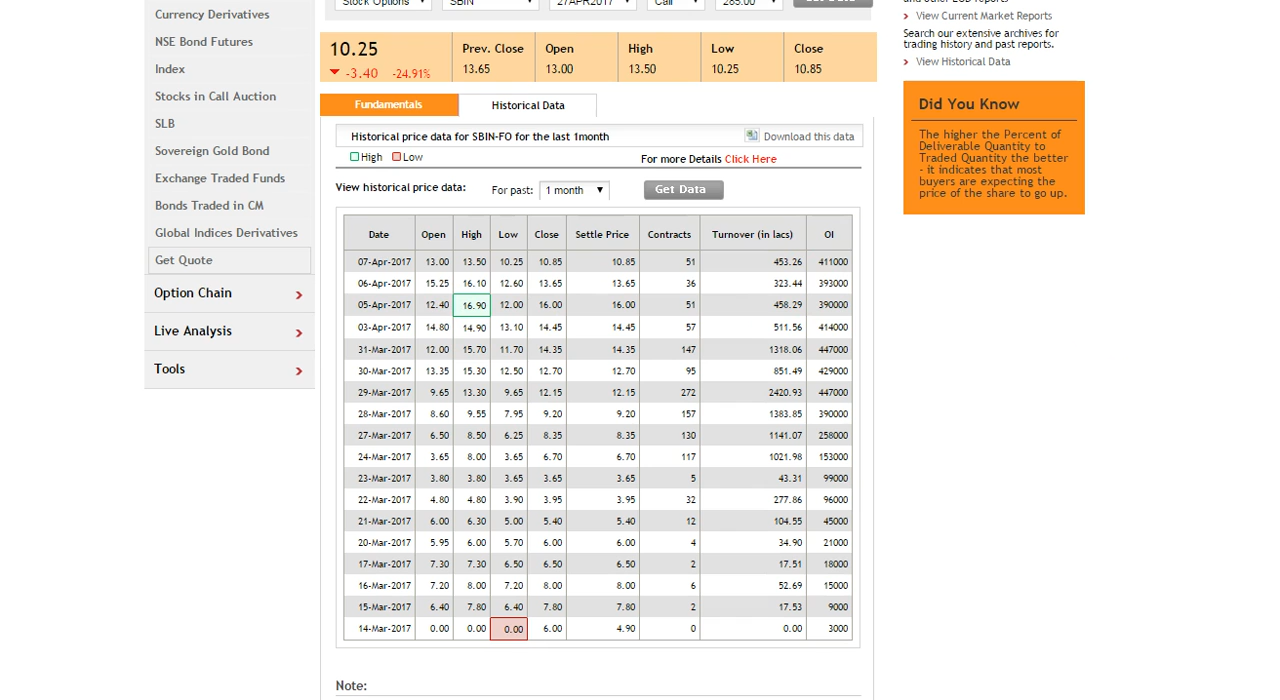 Currency Derivatives
NSE Bond Futures
Index
Stocks in Call Auction
SLB
Sovereign Gold Bond
Exchange Traded Funds
Bonds Traded in CM
Global Indices Derivatives
Get Quote
Option Chain
Live Analysis
Tools
Stock Options SBIN 27APR2017 Call 285.00 Get Data
10.25 Prev. Close Open High Low Close
-3.40 -24.91% 13.65 13.00 13.50 10.25 10.85
Fundamentals Historical Data
Historical price data for SBIN-FO for the last 1month Download this data
High Low For more Details Click Here
View historical price data: For past: 1 month Get Data
Date Open High Low Close Settle Price Contracts Turnover (in lacs) OI
07-Apr-2017 13.00 13.50 10.25 10.85 10.85 51 453.26 411000
06-Apr-2017 15.25 16.10 12.60 13.65 13.65 36 323.44 393000
05-Apr-2017 12.40 16.90 12.00 16.00 16.00 51 458.29 390000
03-Apr-2017 14.80 14.90 13.10 14.45 14.45 57 511.56 414000
31-Mar-2017 12.00 15.70 11.70 14.35 14.35 147 1318.06 447000
30-Mar-2017 13.35 15.30 12.50 12.70 12.70 95 851.49 429000
29-Mar-2017 9.65 13.30 9.65 12.15 12.15 272 2420.93 447000
28-Mar-2017 8.60 9.55 7.95 9.20 9.20 157 1383.85 390000
27-Mar-2017 6.50 8.50 6.25 8.35 8.35 130 1141.07 258000
24-Mar-2017 3.65 8.00 3.65 6.70 6.70 117 1021.98 153000
23-Mar-2017 3.80 3.80 3.65 3.65 3.65 5 43.31 99000
22-Mar-2017 4.80 4.80 3.90 3.95 3.95 32 277.86 96000
21-Mar-2017 6.00 6.30 5.00 5.40 5.40 12 104.55 45000
20-Mar-2017 5.95 6.00 5.70 6.00 6.00 4 34.90 21000
17-Mar-2017 7.30 7.30 6.50 6.50 6.50 2 17.51 18000
16-Mar-2017 7.20 8.00 7.20 8.00 8.00 6 52.69 15000
15-Mar-2017 6.40 7.80 6.40 7.80 7.80 2 17.53 9000
14-Mar-2017 0.00 0.00 0.00 6.00 4.90 0 0.00 3000
Note:
and other EOD reports
View Current Market Reports
Search our extensive archives for
trading history and past reports.
View Historical Data
Did You Know
The higher the Percent of
Deliverable Quantity to
Traded Quantity the better
- it indicates that most
buyers are expecting the
price of the share to go up.